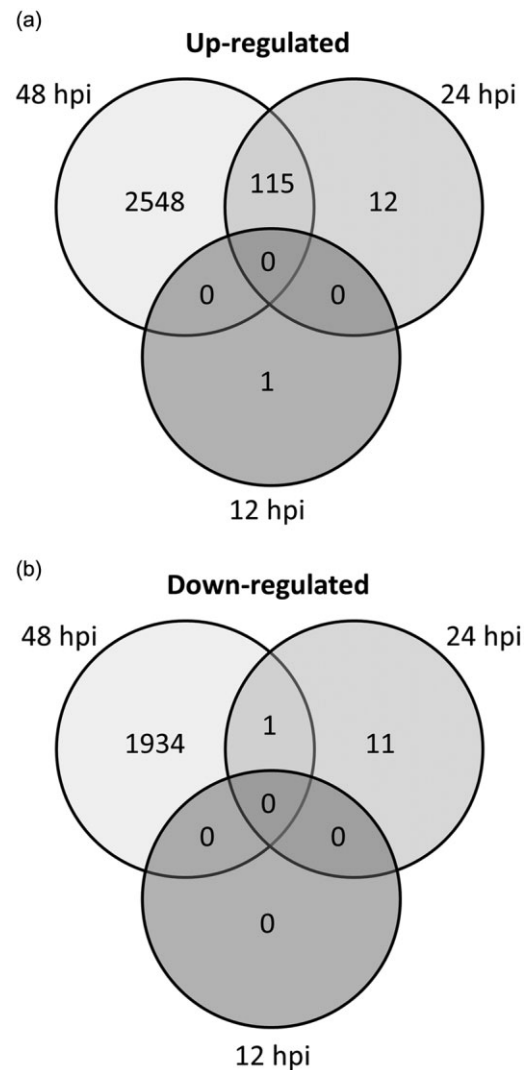 (a)
Up-regulated
48 hpi 24 hpi
2548 115 12
0
0 0
1
12 hpi
(b)
Down-regulated
48 hpi 24 hpi
1934 1 11
0
0 0
0
12 hpi